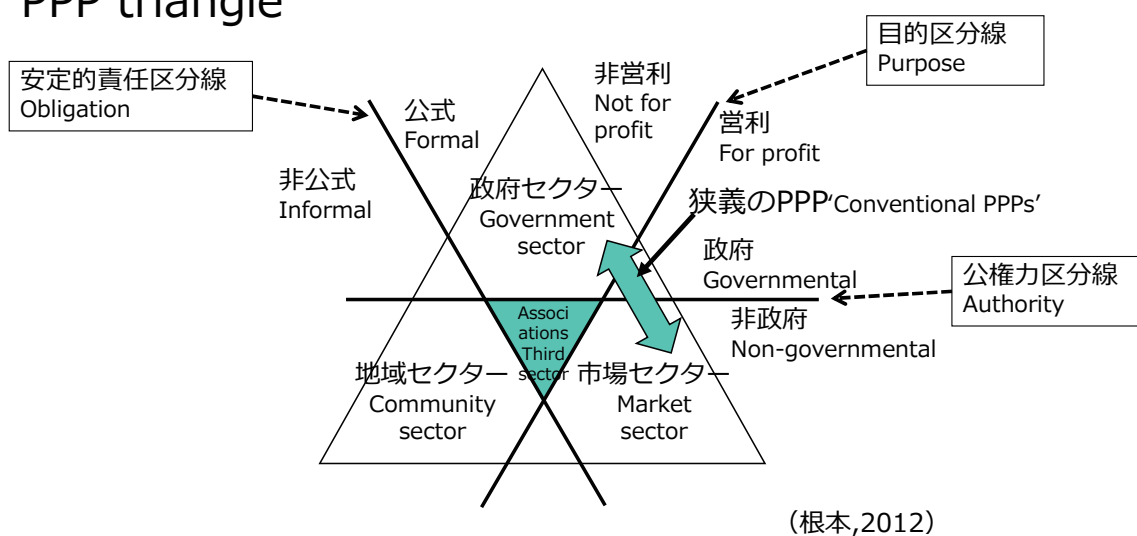 PPP triangle
安定的責任区分線
Obligation
目的区分線
Purpose
非営利
Not for
profit
公式
Formal
営利
For profit
非公式
Informal
政府セクター
Government
sector
狭義のPPP'Conventional PPPs'
政府
Governmental
公権力区分線
Authority
非政府
Non-governmental
Associ
ations
Third
sector
地域セクター
Community
sector
市場セクター
Market
sector
（根本,2012）